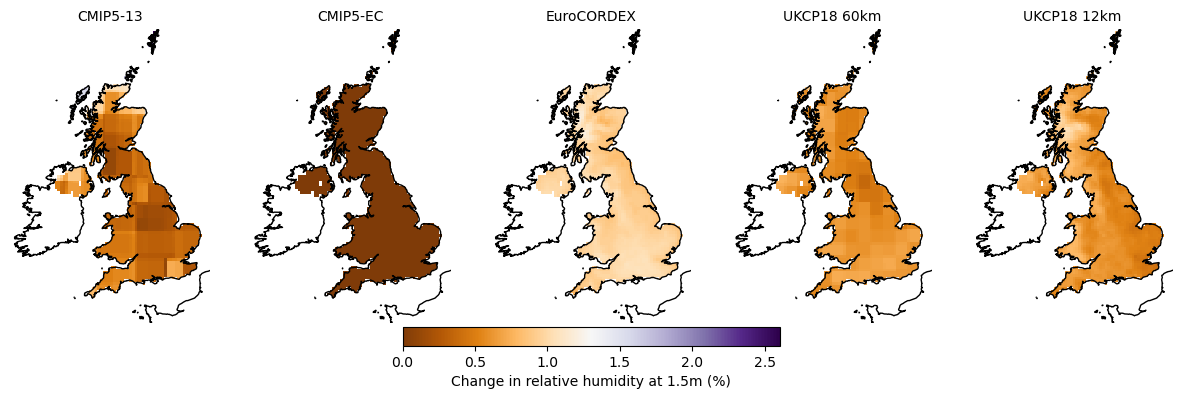 CMIP5-13 CMIP5-EC EuroCORDEX UKCP18 60km UKCP18 12km
0.0 0.5 1.0 1.5 2.0 2.5
Change in relative humidity at 1.5m (%)